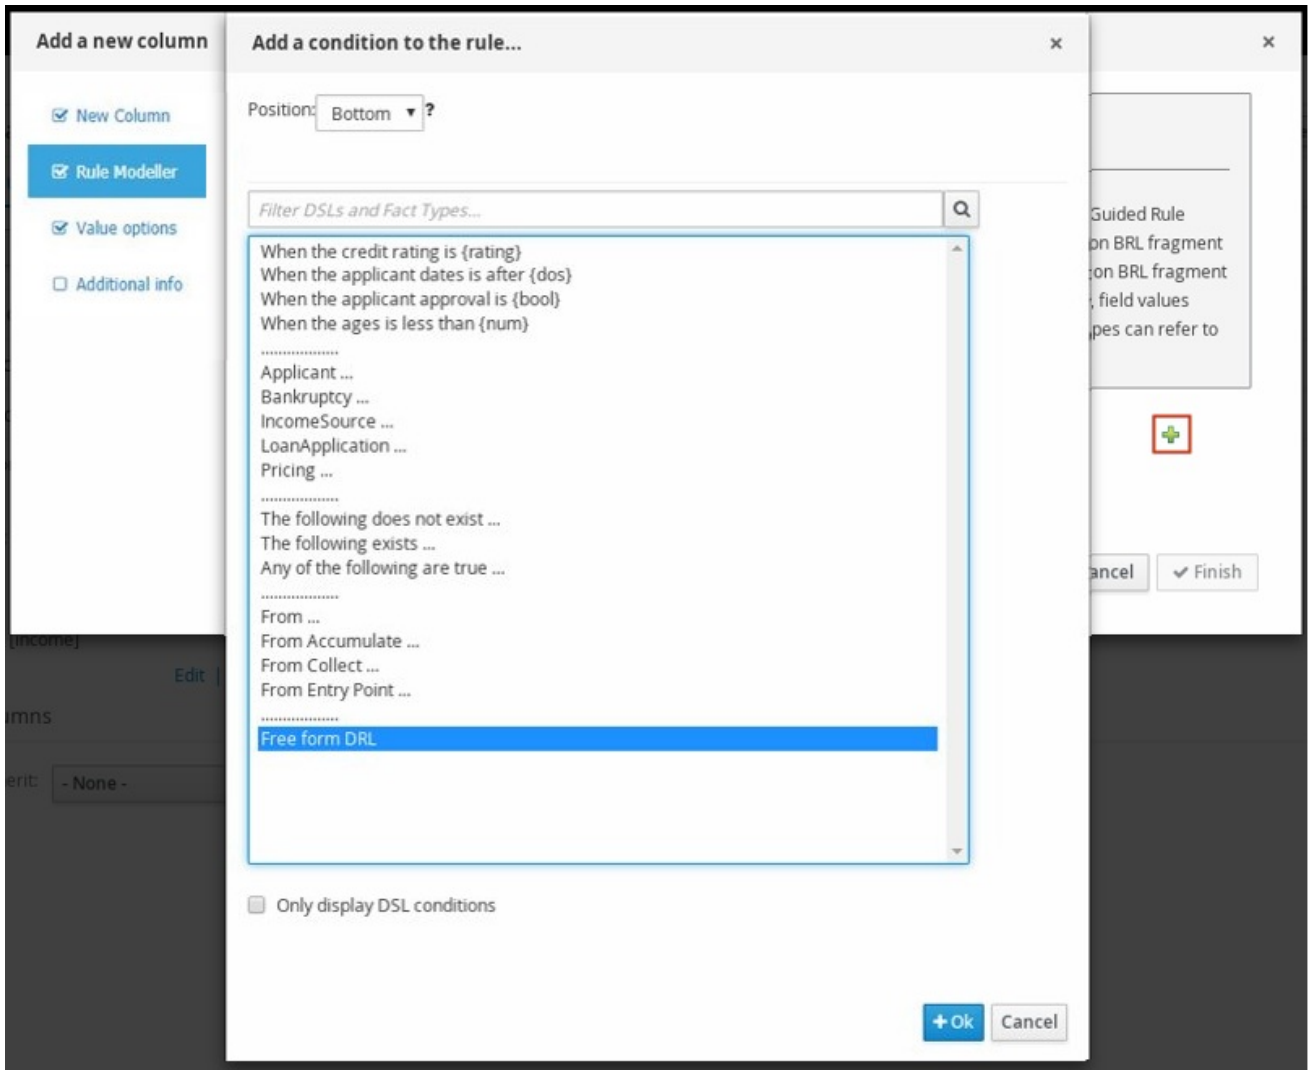 Add a new column
Add a condition to the rule...
×
×
New Column
Rule Modeller
Value options
Additional info
Position:
Bottom
?
Filter DSLs and Fact Types...
When the credit rating is {rating}
When the applicant dates is after {dos}
When the applicant approval is {bool}
When the ages is less than {num}
..................
Applicant ...
Bankruptcy ...
IncomeSource ...
LoanApplication ...
Pricing ...
..................
The following does not exist ...
The following exists ...
Any of the following are true ...
..................
From ...
From Accumulate ...
From Collect ...
From Entry Point ...
..................
Free form DRL
Only display DSL conditions
+ Ok
Cancel
Guided Rule
on BRL fragment
on BRL fragment
, field values
pes can refer to
ancel
Finish
[income]
Edit |
umns
erit:
- None -